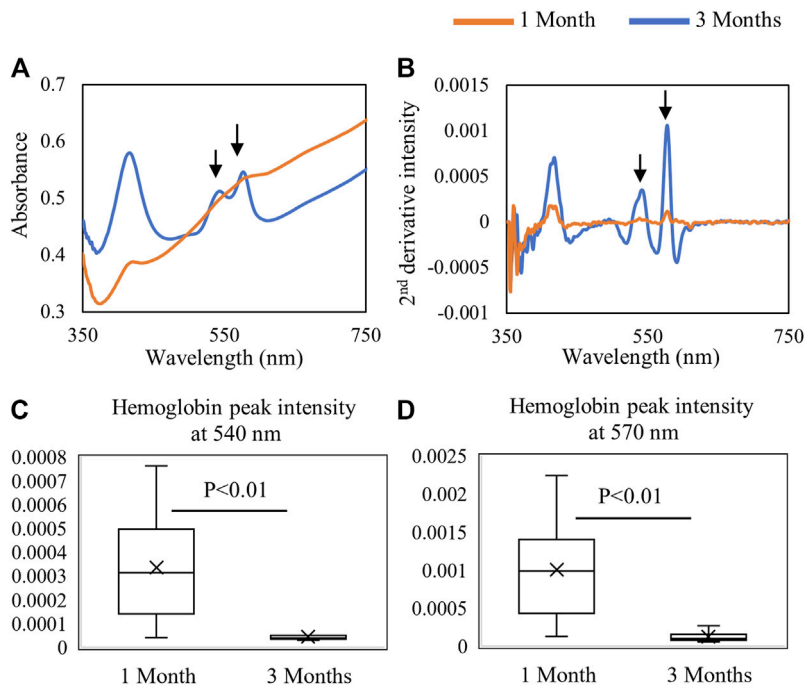 1 Month
3 Months
A
0.7
0.6
0.5
0.4
0.3
Absorbance
350
550
750
Wavelength (nm)
B
0.0015
0.001
0.0005
0
-0.0005
-0.001
2nd derivative intensity
350
550
750
Wavelength (nm)
C
Hemoglobin peak intensity
at 540 nm
0.0008
0.0007
0.0006
0.0005
0.0004
0.0003
0.0002
0.0001
0
P<0.01
1 Month
3 Months
D
Hemoglobin peak intensity
at 570 nm
0.0025
0.002
0.0015
0.001
0.0005
0
P<0.01
1 Month
3 Months